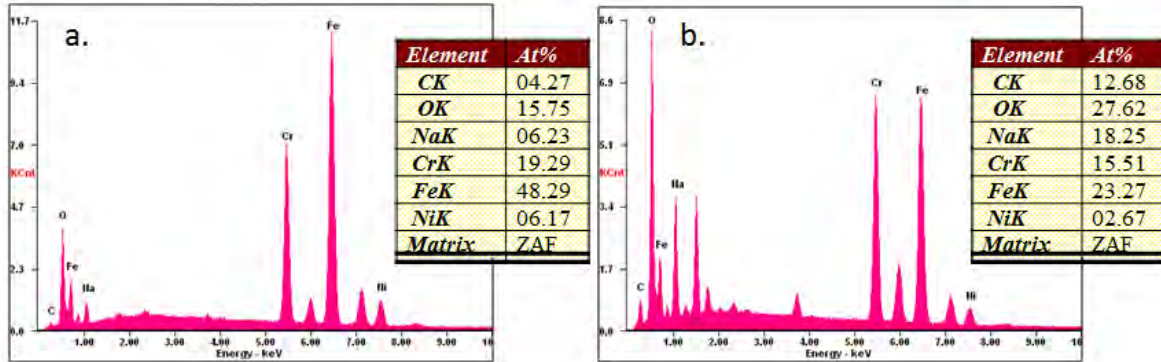 a.
11.7
9.4
7.0
KCnt
4.7
2.3
0.0
C
O
Fe
Na
Cr
Fe
Ni
1.00 2.00 3.00 4.00 5.00 6.00 7.00 8.00 9.00 10
Energy - keV
Element At%
CK 04.27
OK 15.75
NaK 06.23
CrK 19.29
FeK 48.29
NiK 06.17
Matrix ZAF
b.
8.6
6.9
5.1
KCnt
3.4
1.7
0.0
C
O
Fe
Na
Cr
Fe
Ni
1.00 2.00 3.00 4.00 5.00 6.00 7.00 8.00 9.00 10
Energy - keV
Element At%
CK 12.68
OK 27.62
NaK 18.25
CrK 15.51
FeK 23.27
NiK 02.67
Matrix ZAF